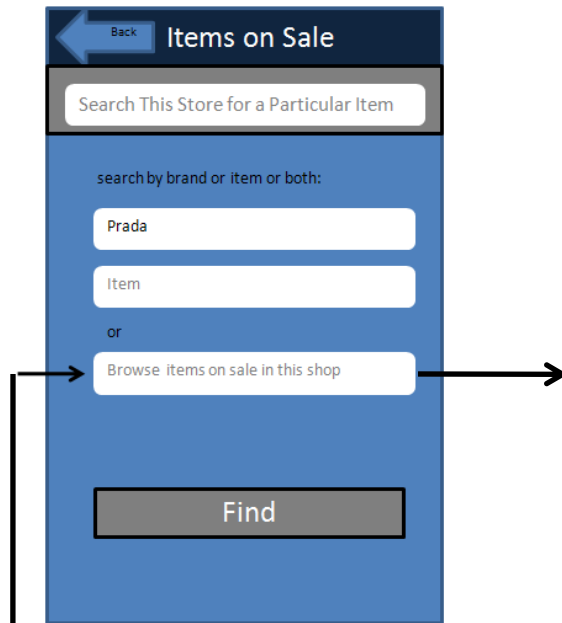 Back
Items on Sale
Search This Store for a Particular Item
search by brand or item or both:
Prada
Item
or
Browse items on sale in this shop
Find